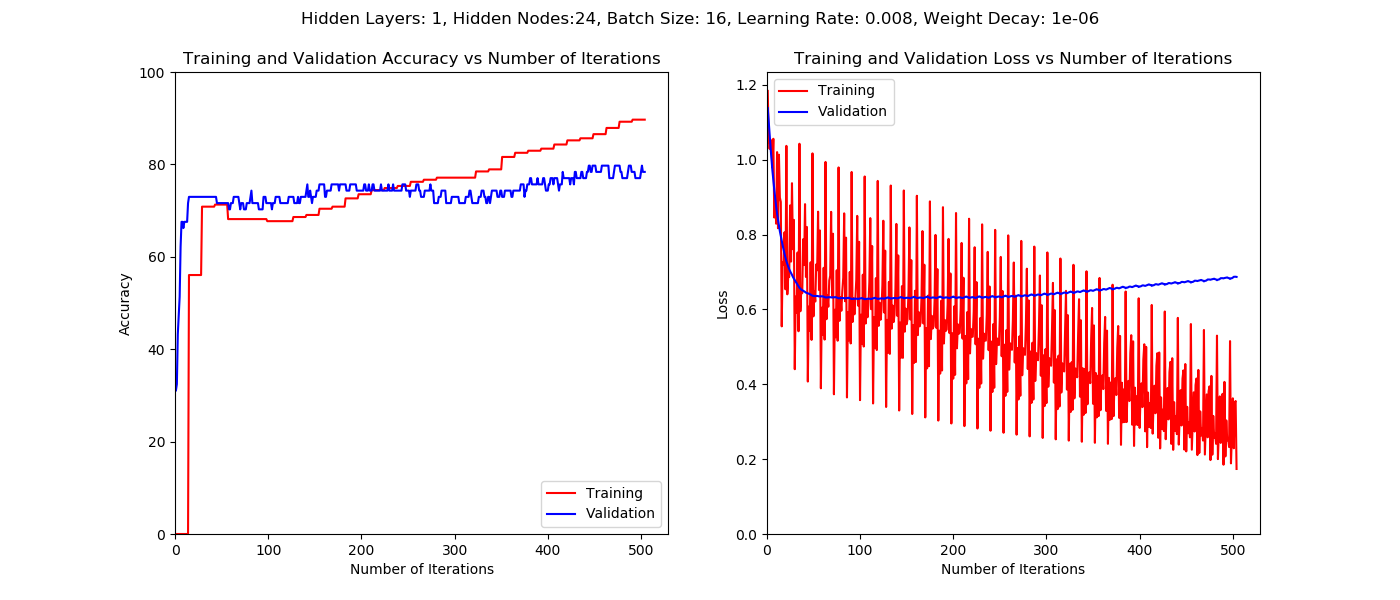 Hidden Layers: 1, Hidden Nodes:24, Batch Size: 16, Learning Rate: 0.008, Weight Decay: 1e-06
Training and Validation Accuracy vs Number of Iterations
100
80
60
40
20
0
Accuracy
0 100 200 300 400 500
Number of Iterations
Training
Validation
Training and Validation Loss vs Number of Iterations
1.2
1.0
0.8
0.6
0.4
0.2
0.0
Loss
0 100 200 300 400 500
Number of Iterations
Training
Validation